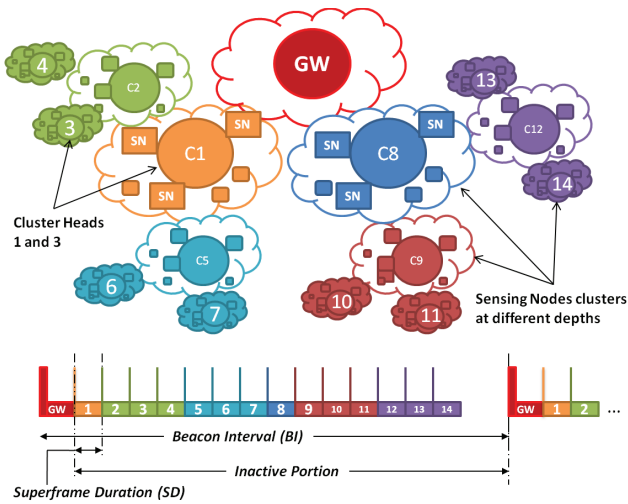 GW
4
C2
13
3
SN
SN
C1
SN
SN
C8
C12
SN
SN
14
Cluster Heads
1 and 3
C5
C9
6
7
10
11
Sensing Nodes clusters
at different depths
GW 1 2 3 4 5 6 7 8 9 10 11 12 13 14 GW 1 2 ...
Beacon Interval (BI)
Inactive Portion
Superframe Duration (SD)